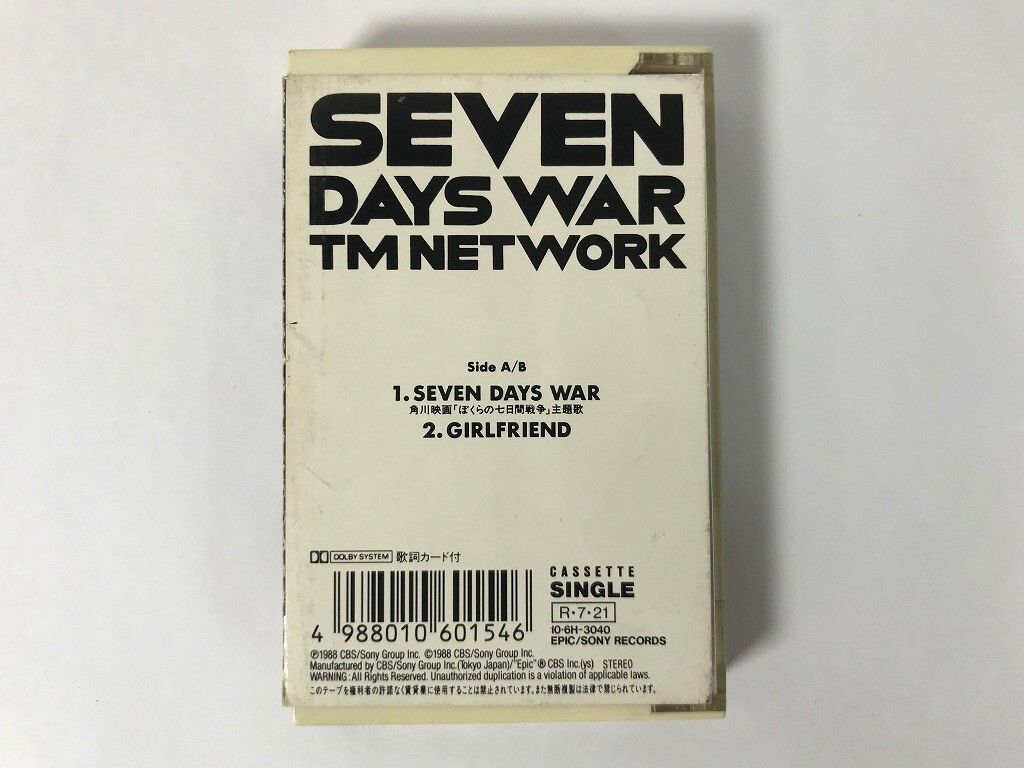 SEVEN
DAYS WAR
TM NETWORK
Side A/B
1. SEVEN DAYS WAR
角川映画「ぼくらの七日間戦争」主題歌
2. GIRLFRIEND
DOLBY SYSTEM 歌詞カード付
CASSETTE
SINGLE
R・7・21
10・6H-3040
EPIC/SONY RECORDS
4 988010 601546
℗1988 CBS/Sony Group Inc. ©1988 CBS/Sony Group Inc.
Manufactured by CBS/Sony Group Inc.(Tokyo Japan)/"Epic"® CBS Inc.(ys) STEREO
WARNING: All Rights Reserved. Unauthorized duplication is a violation of applicable laws.
このテープを権利者の許諾なく賃貸業に使用することは禁止されています。また無断複製は法律で禁じられています。